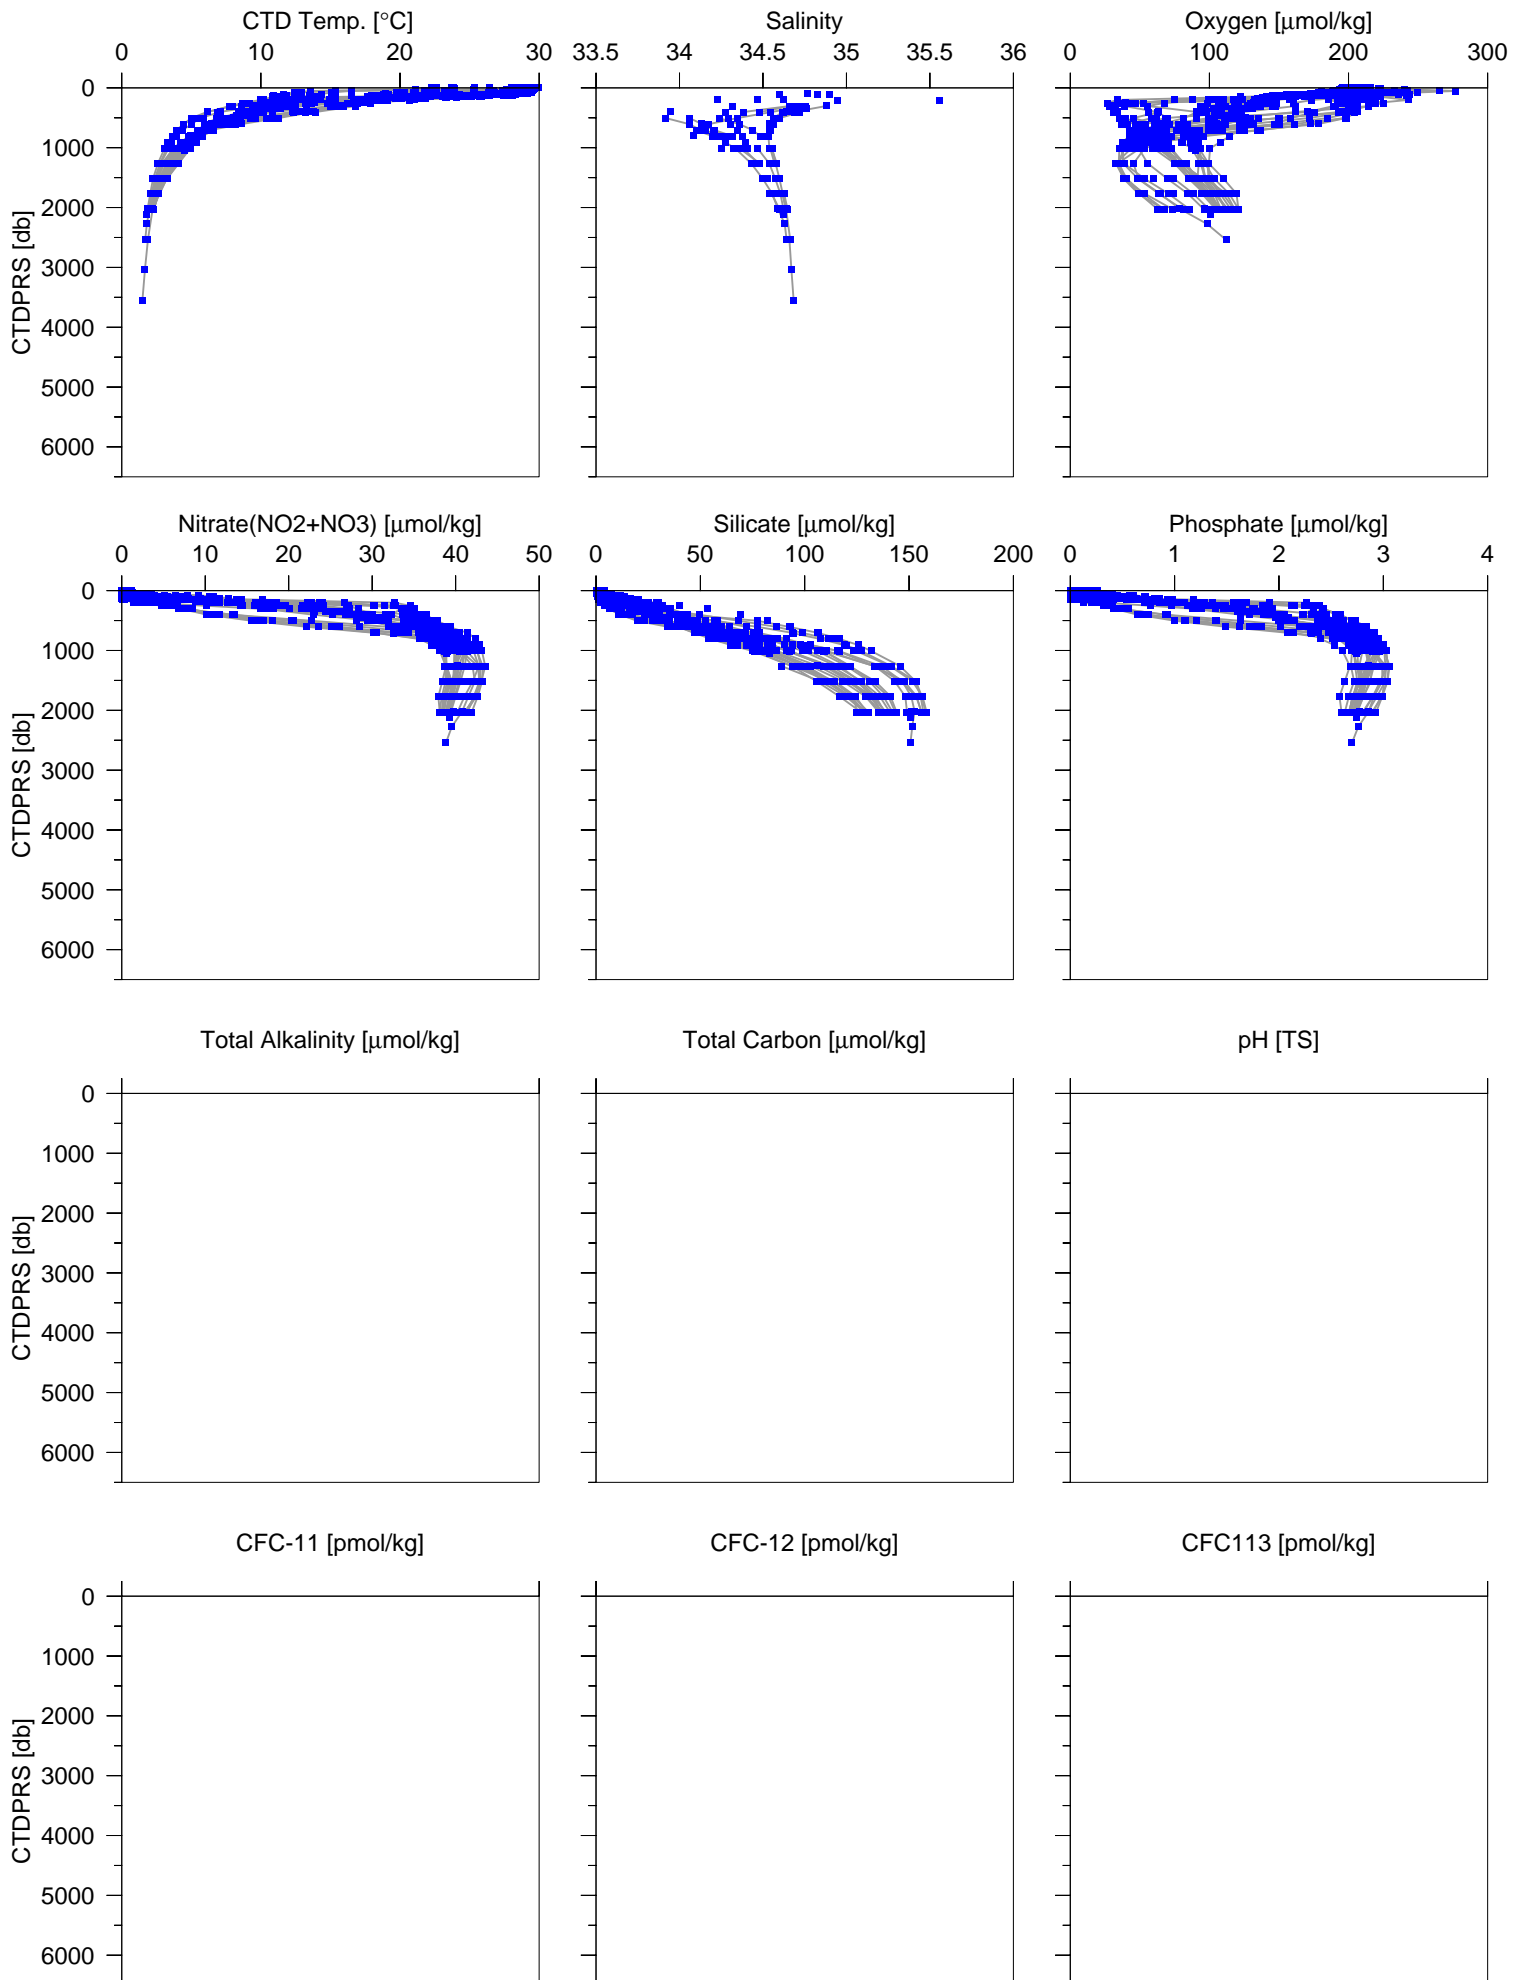 CTD Temp. [°C] Salinity Oxygen [μmol/kg]
0 10 20 30 33.5 34 34.5 35 35.5 36 0 100 200 300
0
1000
2000
3000
4000
5000
6000
CTDPRS [db]
Nitrate(NO2+NO3) [μmol/kg] Silicate [μmol/kg] Phosphate [μmol/kg]
0 10 20 30 40 50 0 50 100 150 200 0 1 2 3 4
0
1000
2000
3000
4000
5000
6000
CTDPRS [db]
Total Alkalinity [μmol/kg] Total Carbon [μmol/kg] pH [TS]
0
1000
2000
3000
4000
5000
6000
CTDPRS [db]
CFC-11 [pmol/kg] CFC-12 [pmol/kg] CFC113 [pmol/kg]
0
1000
2000
3000
4000
5000
6000
CTDPRS [db]